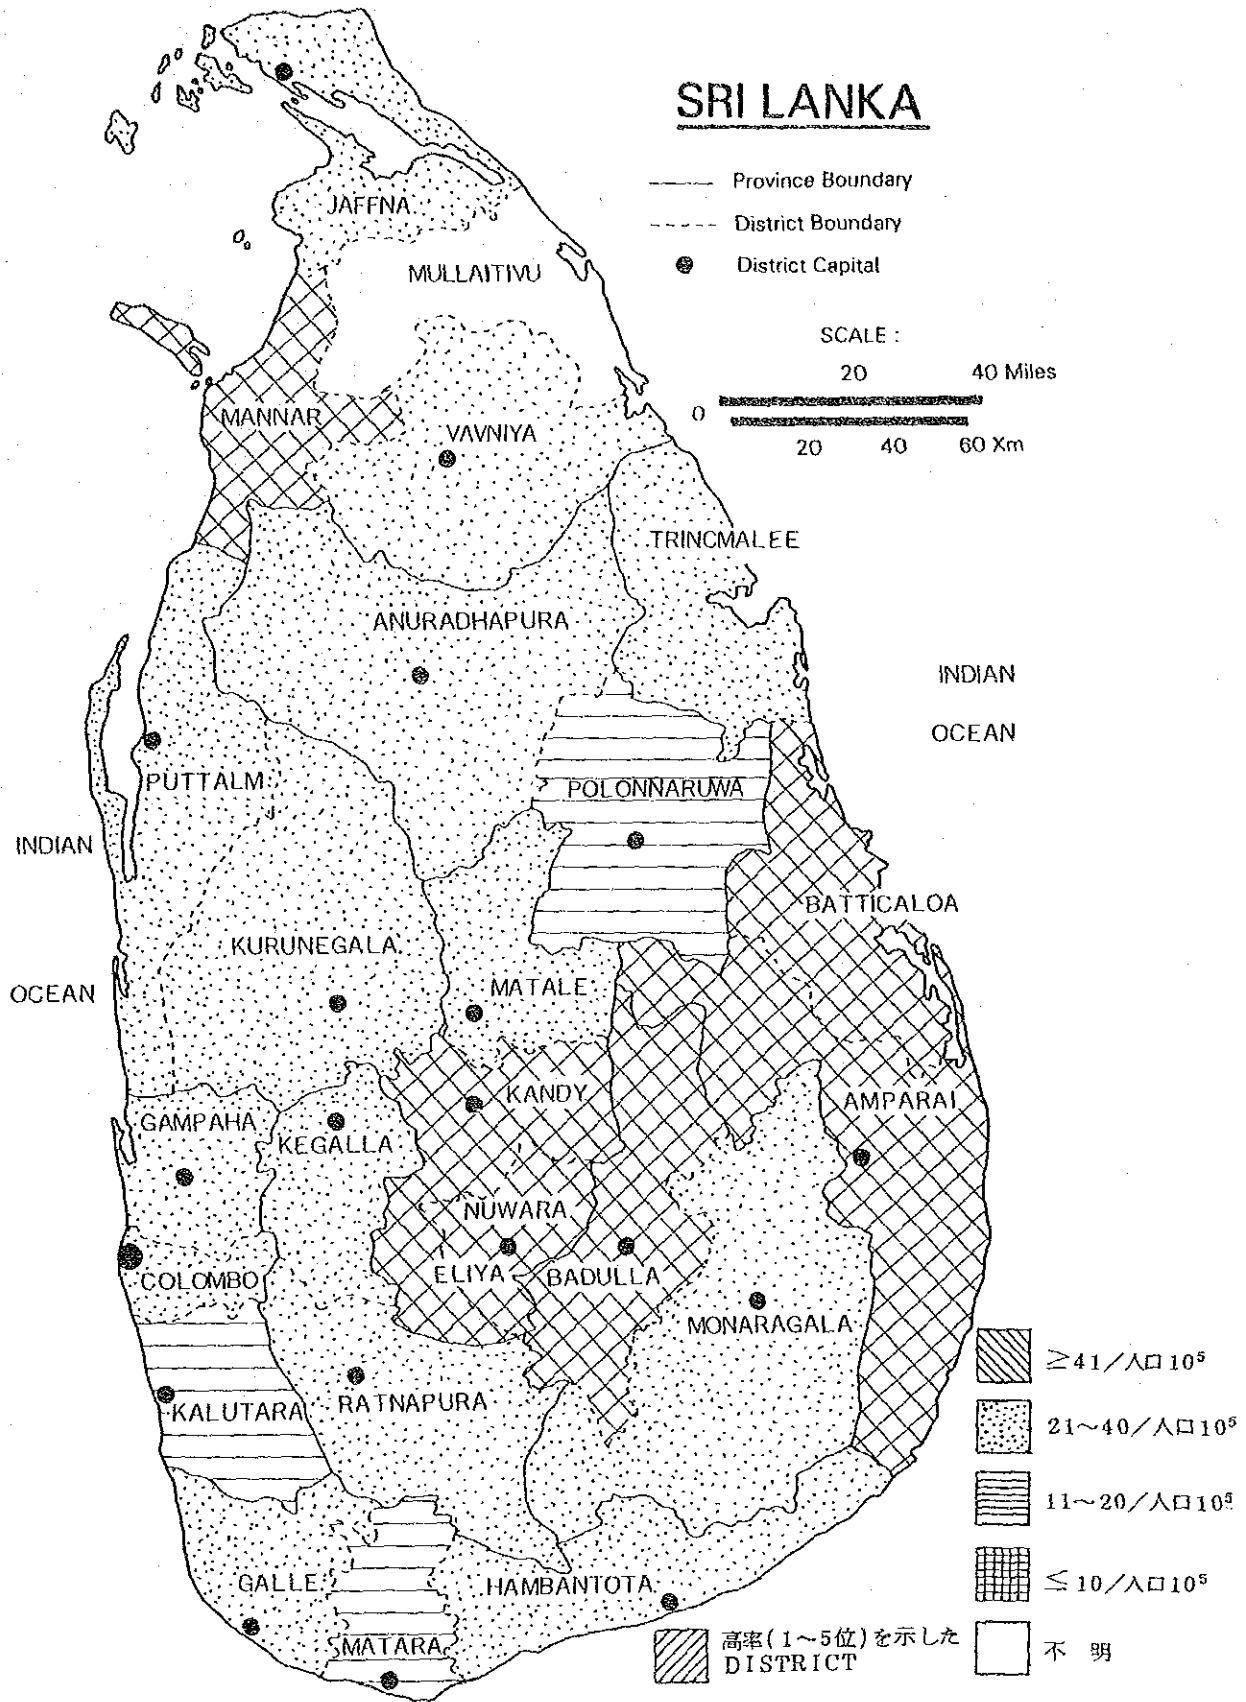 SRI LANKA
Province Boundary
District Boundary
District Capital
SCALE :
20 40 Miles
0
20 40 60 Xm
JAFFNA
MULLAITIVU
MANNAR
VAVNIYA
TRINCMALEE
ANURADHAPURA
INDIAN
OCEAN
PUTTALM
POLONNARUWA
INDIAN
OCEAN
BATTICALOA
KURUNEGALA
MATALE
KANDY
AMPARAI
GAMPAHA
KEGALLA
NUWARA
ELIYA
BADULLA
COLOMBO
MONARAGALA
RATNAPURA
KALUTARA
GALLE
HAMBANTOTA
MATARA
≥41/人口10⁵
21~40/人口10⁵
11~20/人口10⁵
≤10/人口10⁵
不 明
高率(1~5位)を示した
DISTRICT